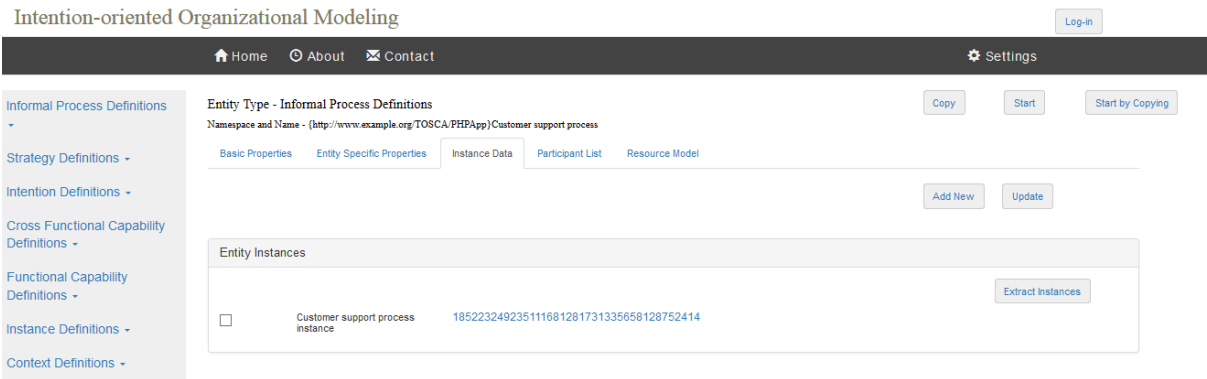 Intention-oriented Organizational Modeling
Log-in
Home About Contact Settings
Informal Process Definitions
Strategy Definitions
Intention Definitions
Cross Functional Capability
Definitions
Functional Capability
Definitions
Instance Definitions
Context Definitions
Entity Type - Informal Process Definitions
Copy Start Start by Copying
Namespace and Name - {http://www.example.org/TOSCA/PHPApp}Customer support process
Basic Properties Entity Specific Properties Instance Data Participant List Resource Model
Add New Update
Entity Instances
Extract Instances
Customer support process
instance
18522324923511168128173133565812875​2414